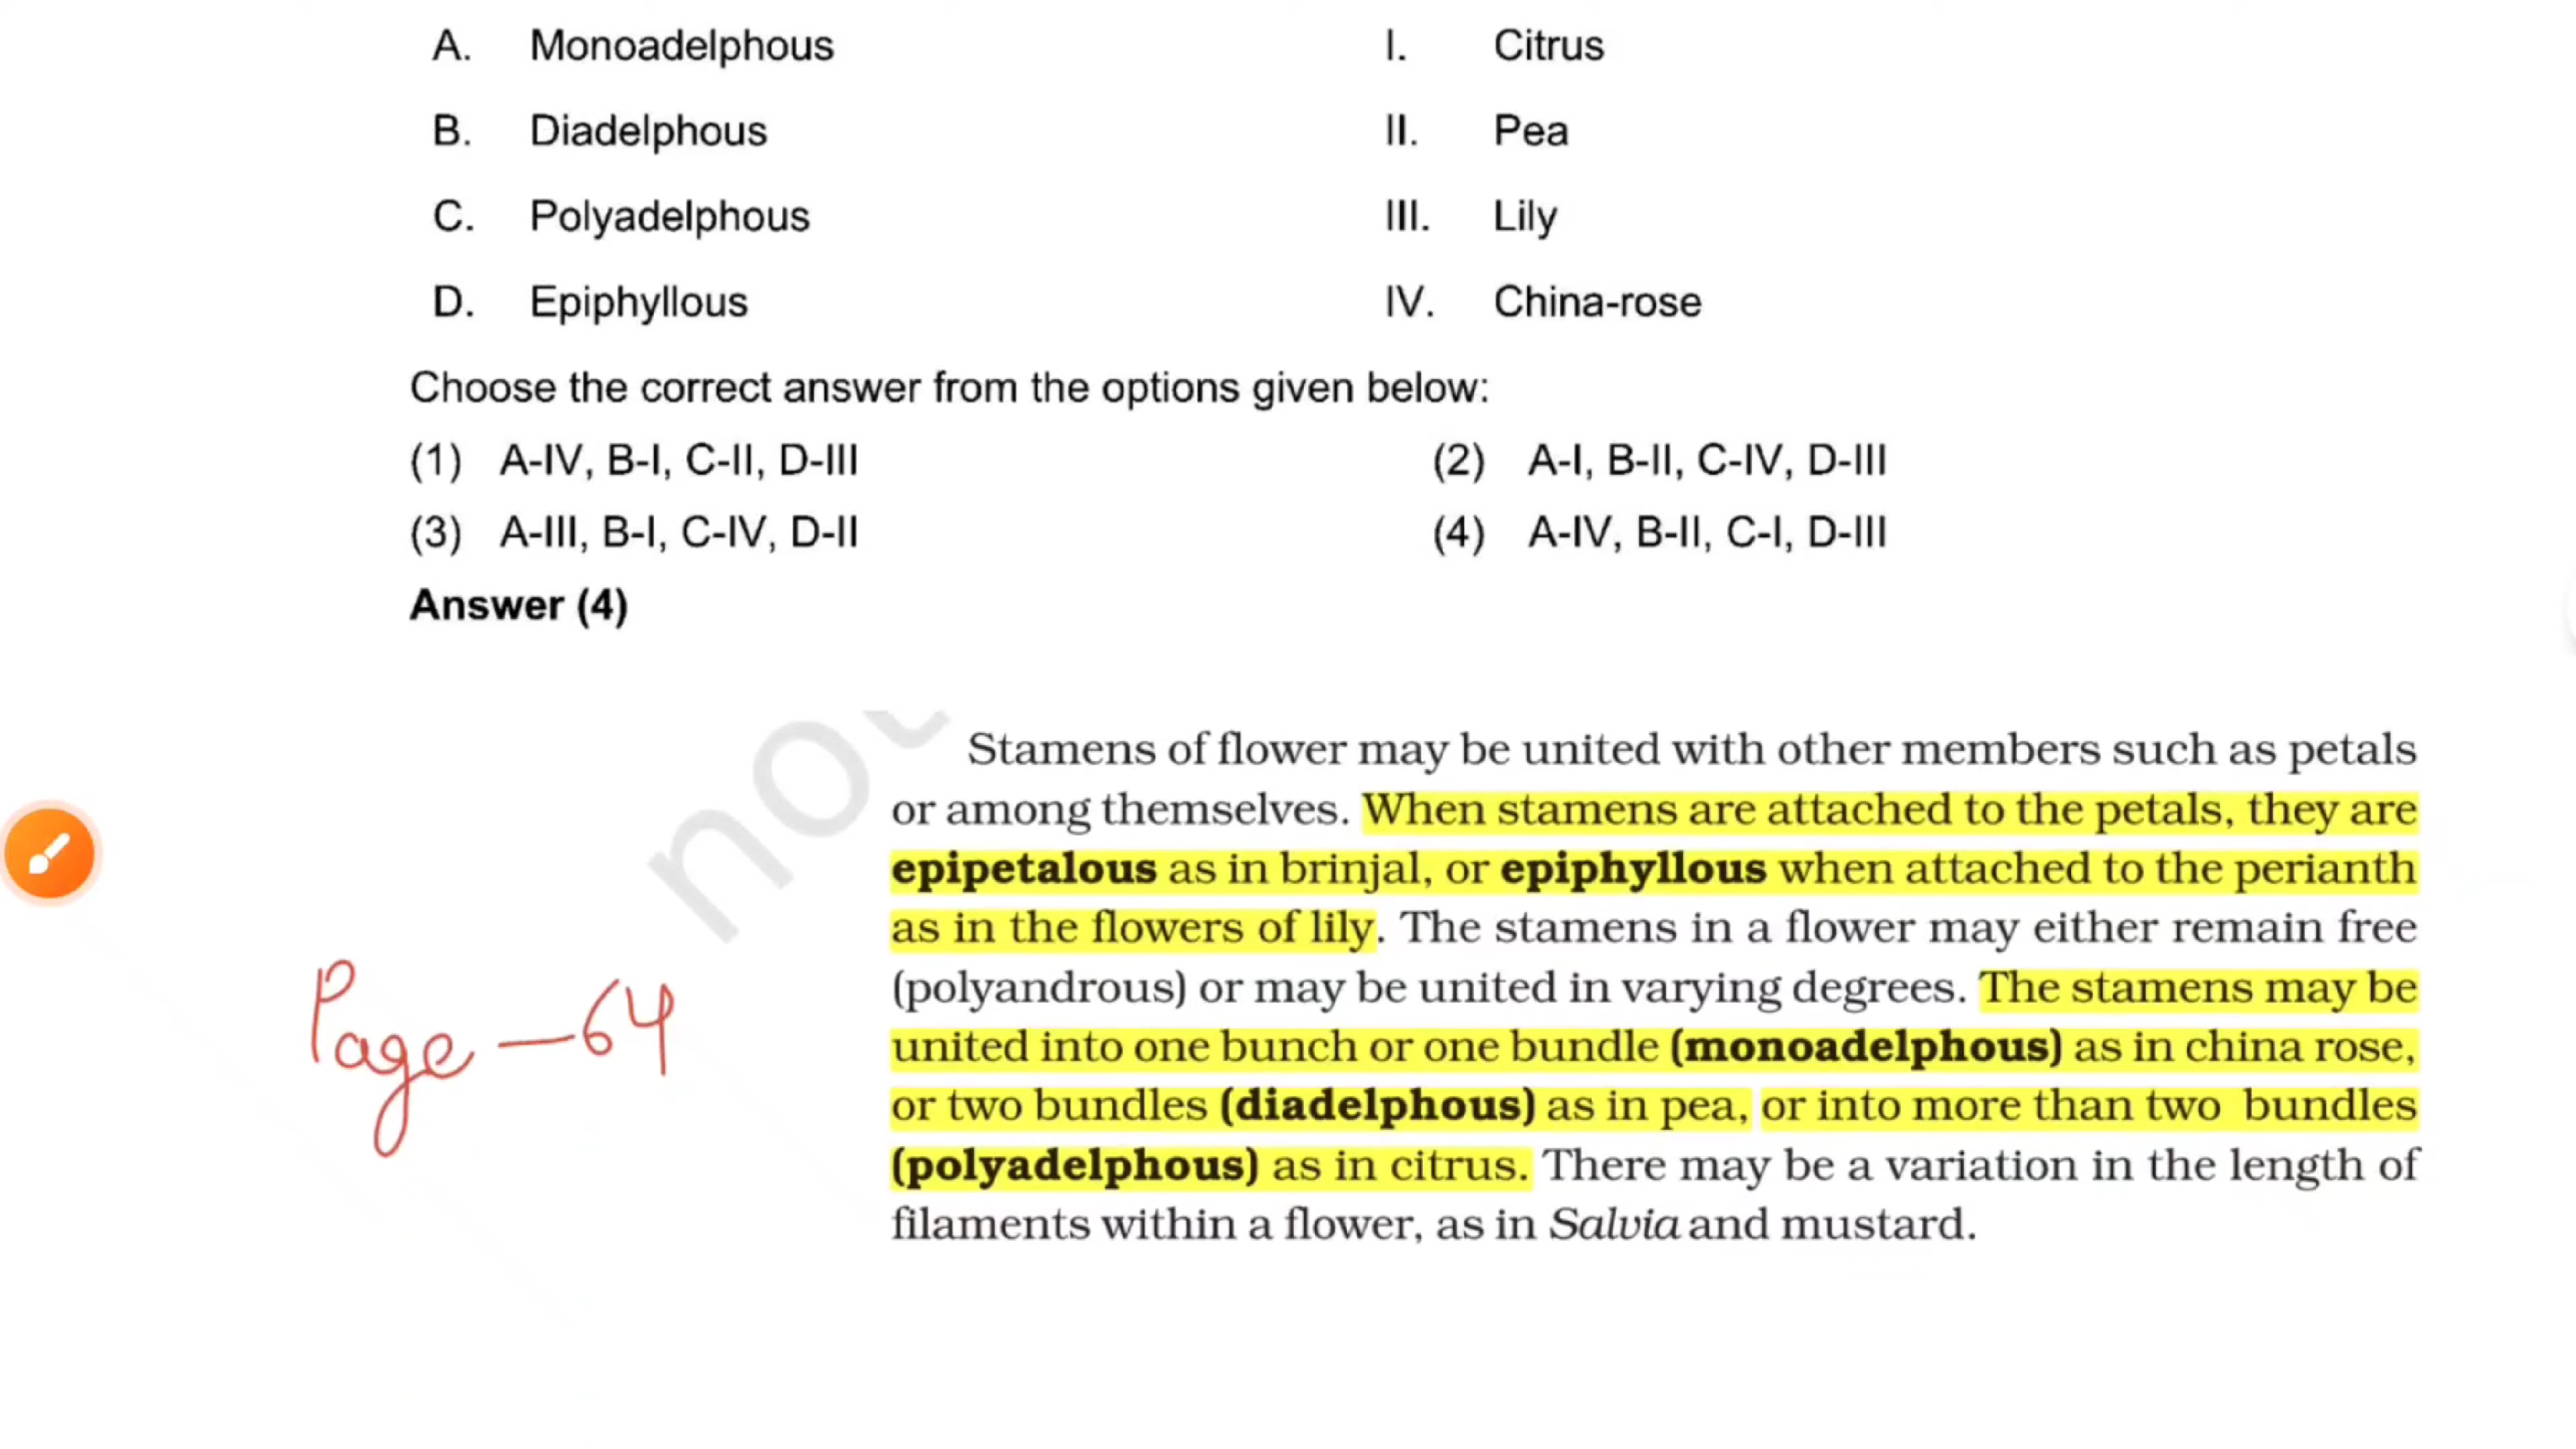 A. Monoadelphous I. Citrus
B. Diadelphous II. Pea
C. Polyadelphous III. Lily
D. Epiphyllous IV. China-rose
Choose the correct answer from the options given below:
(1) A-IV, B-I, C-II, D-III (2) A-I, B-II, C-IV, D-III
(3) A-III, B-I, C-IV, D-II (4) A-IV, B-II, C-I, D-III
Answer (4)
Stamens of flower may be united with other members such as petals
or among themselves. When stamens are attached to the petals, they are
epipetalous as in brinjal, or epiphyllous when attached to the perianth
as in the flowers of lily. The stamens in a flower may either remain free
(polyandrous) or may be united in varying degrees. The stamens may be
united into one bunch or one bundle (monoadelphous) as in china rose,
or two bundles (diadelphous) as in pea, or into more than two bundles
(polyadelphous) as in citrus. There may be a variation in the length of
filaments within a flower, as in Salvia and mustard.
Page - 64